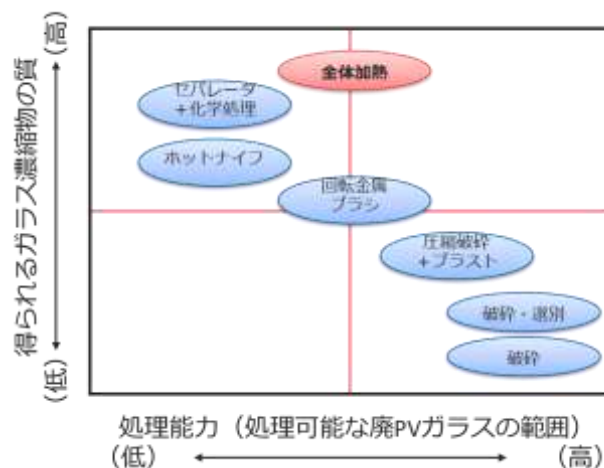 得られるガラス濃縮物の質
(高)
(低)
全体加熱
セパレータ
+化学処理
ホットナイフ
回転金属
ブラシ
圧縮破砕
+ブラスト
破砕・選別
破砕
処理能力(処理可能な廃PVガラスの範囲)
(低)
(高)